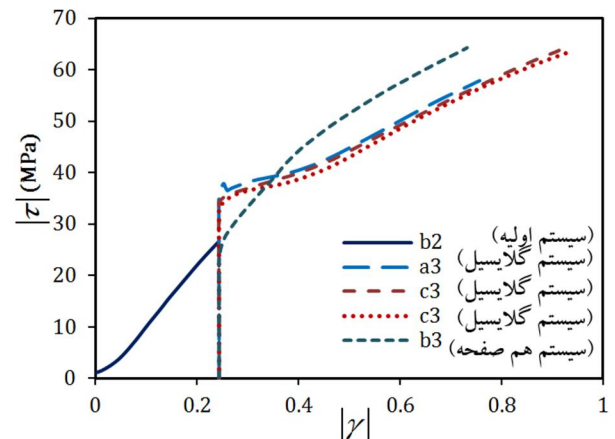 70
60
50
40
30
20
10
0
|τ| (MPa)
0 0.2 0.4 0.6 0.8 1
|γ|
b2 (سیستم اولیه)
a3 (سیستم گلایسیل)
c3 (سیستم گلایسیل)
c3 (سیستم گلایسیل)
b3 (سیستم هم صفحه)